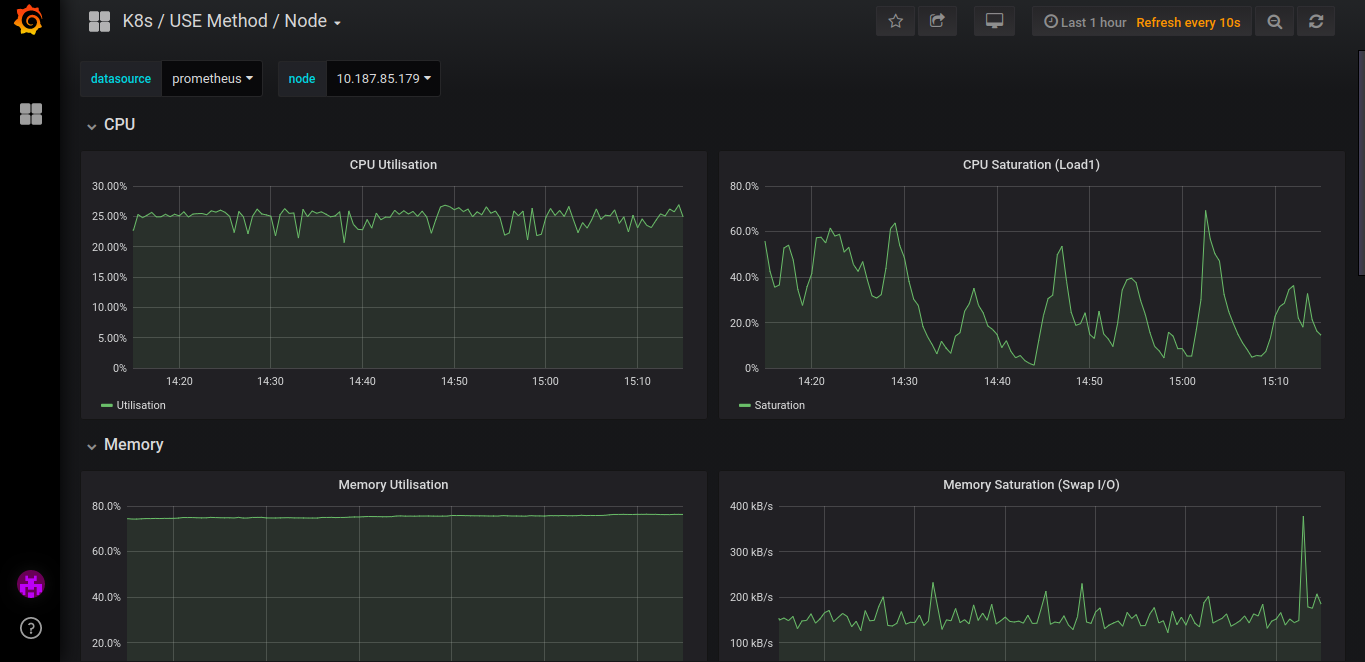 K8s / USE Method / Node
Last 1 hour Refresh every 10s
datasource prometheus node 10.187.85.179
CPU
CPU Utilisation
30.00%
25.00%
20.00%
15.00%
10.00%
5.00%
0%
14:20 14:30 14:40 14:50 15:00 15:10
Utilisation
CPU Saturation (Load1)
80.0%
60.0%
40.0%
20.0%
0%
14:20 14:30 14:40 14:50 15:00 15:10
Saturation
Memory
Memory Utilisation
80.0%
60.0%
40.0%
20.0%
Memory Saturation (Swap I/O)
400 kB/s
300 kB/s
200 kB/s
100 kB/s
?